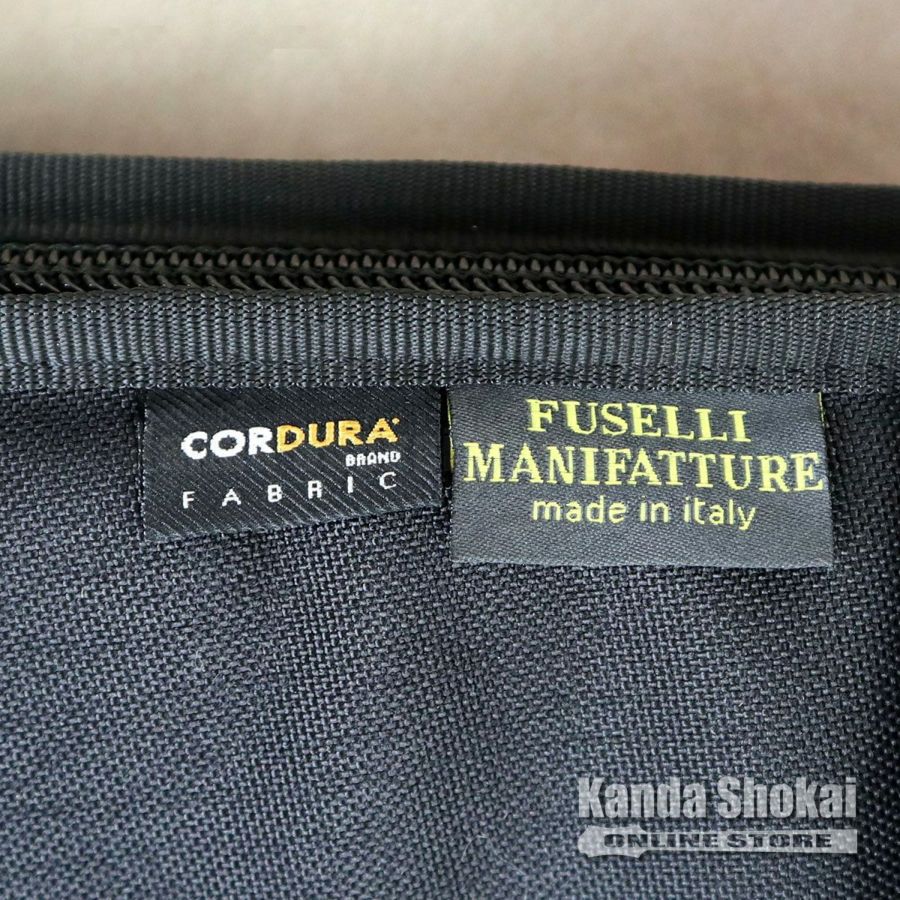 CORDURA®
BRAND
FABRIC
FUSELLI
MANIFATTURE
made in italy
Kanda Shokai
ONLINE STORE